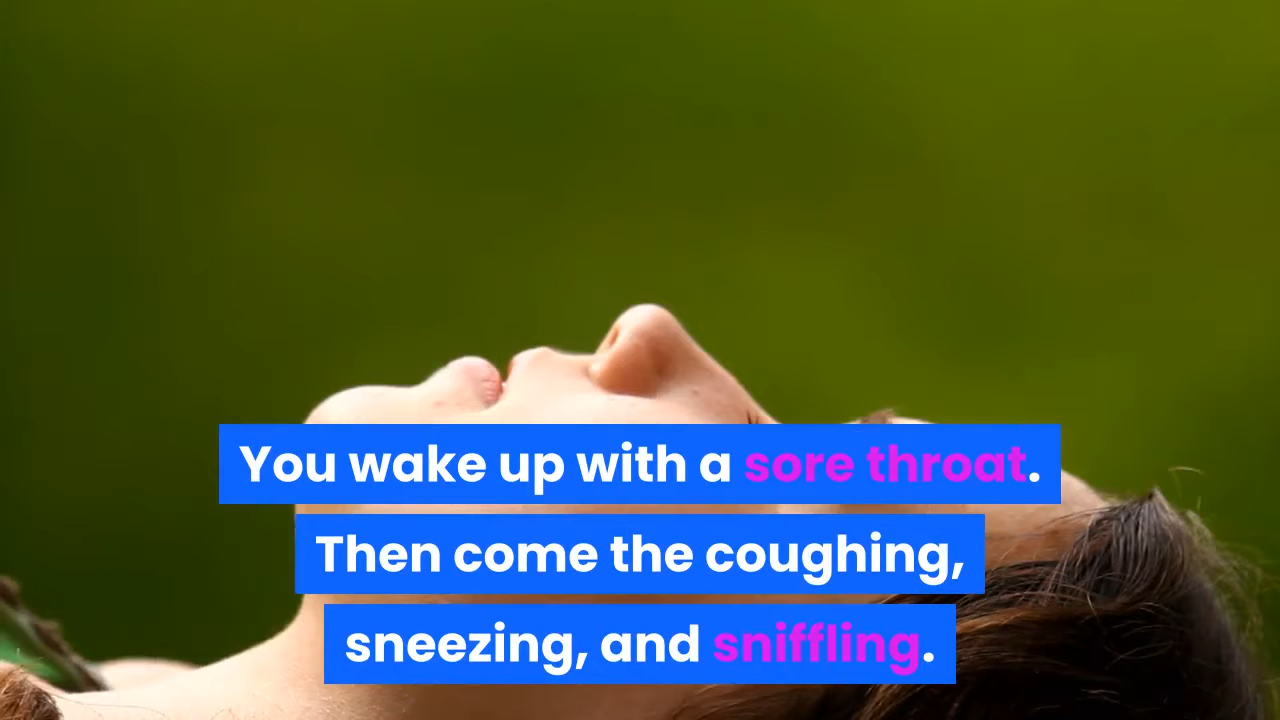 You wake up with a sore throat.
Then come the coughing,
sneezing, and sniffling.